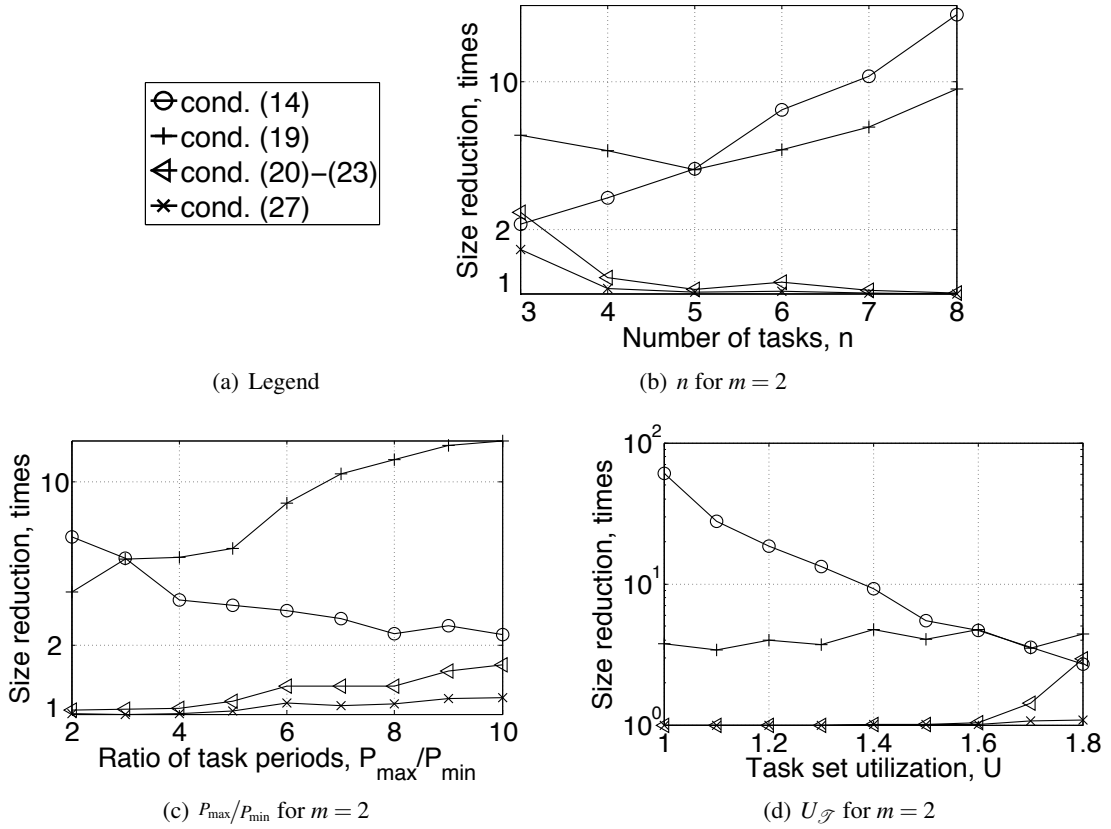 cond. (14)
cond. (19)
cond. (20)−(23)
cond. (27)
(a) Legend
Size reduction, times
10
2
1
3 4 5 6 7 8
Number of tasks, n
(b) n for m = 2
Size reduction, times
10
2
1
2 4 6 8 10
Ratio of task periods, P_max/P_min
(c) P_max/P_min for m = 2
Size reduction, times
10^2
10^1
10^0
1 1.2 1.4 1.6 1.8
Task set utilization, U
(d) U_𝒯 for m = 2